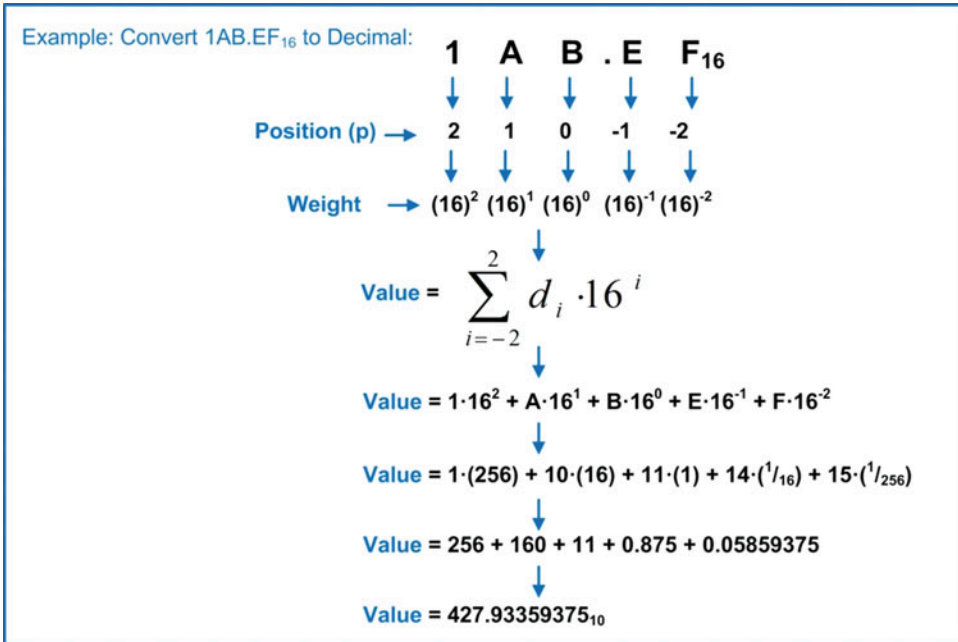 Example: Convert 1AB.EF₁₆ to Decimal:
1 A B . E F₁₆
Position (p) → 2 1 0 -1 -2
Weight → (16)² (16)¹ (16)⁰ (16)⁻¹ (16)⁻²
Value = ∑ᵢ₌₋₂² dᵢ · 16ⁱ
Value = 1·16² + A·16¹ + B·16⁰ + E·16⁻¹ + F·16⁻²
Value = 1·(256) + 10·(16) + 11·(1) + 14·(¹/₁₆) + 15·(¹/₂₅₆)
Value = 256 + 160 + 11 + 0.875 + 0.05859375
Value = 427.93359375₁₀